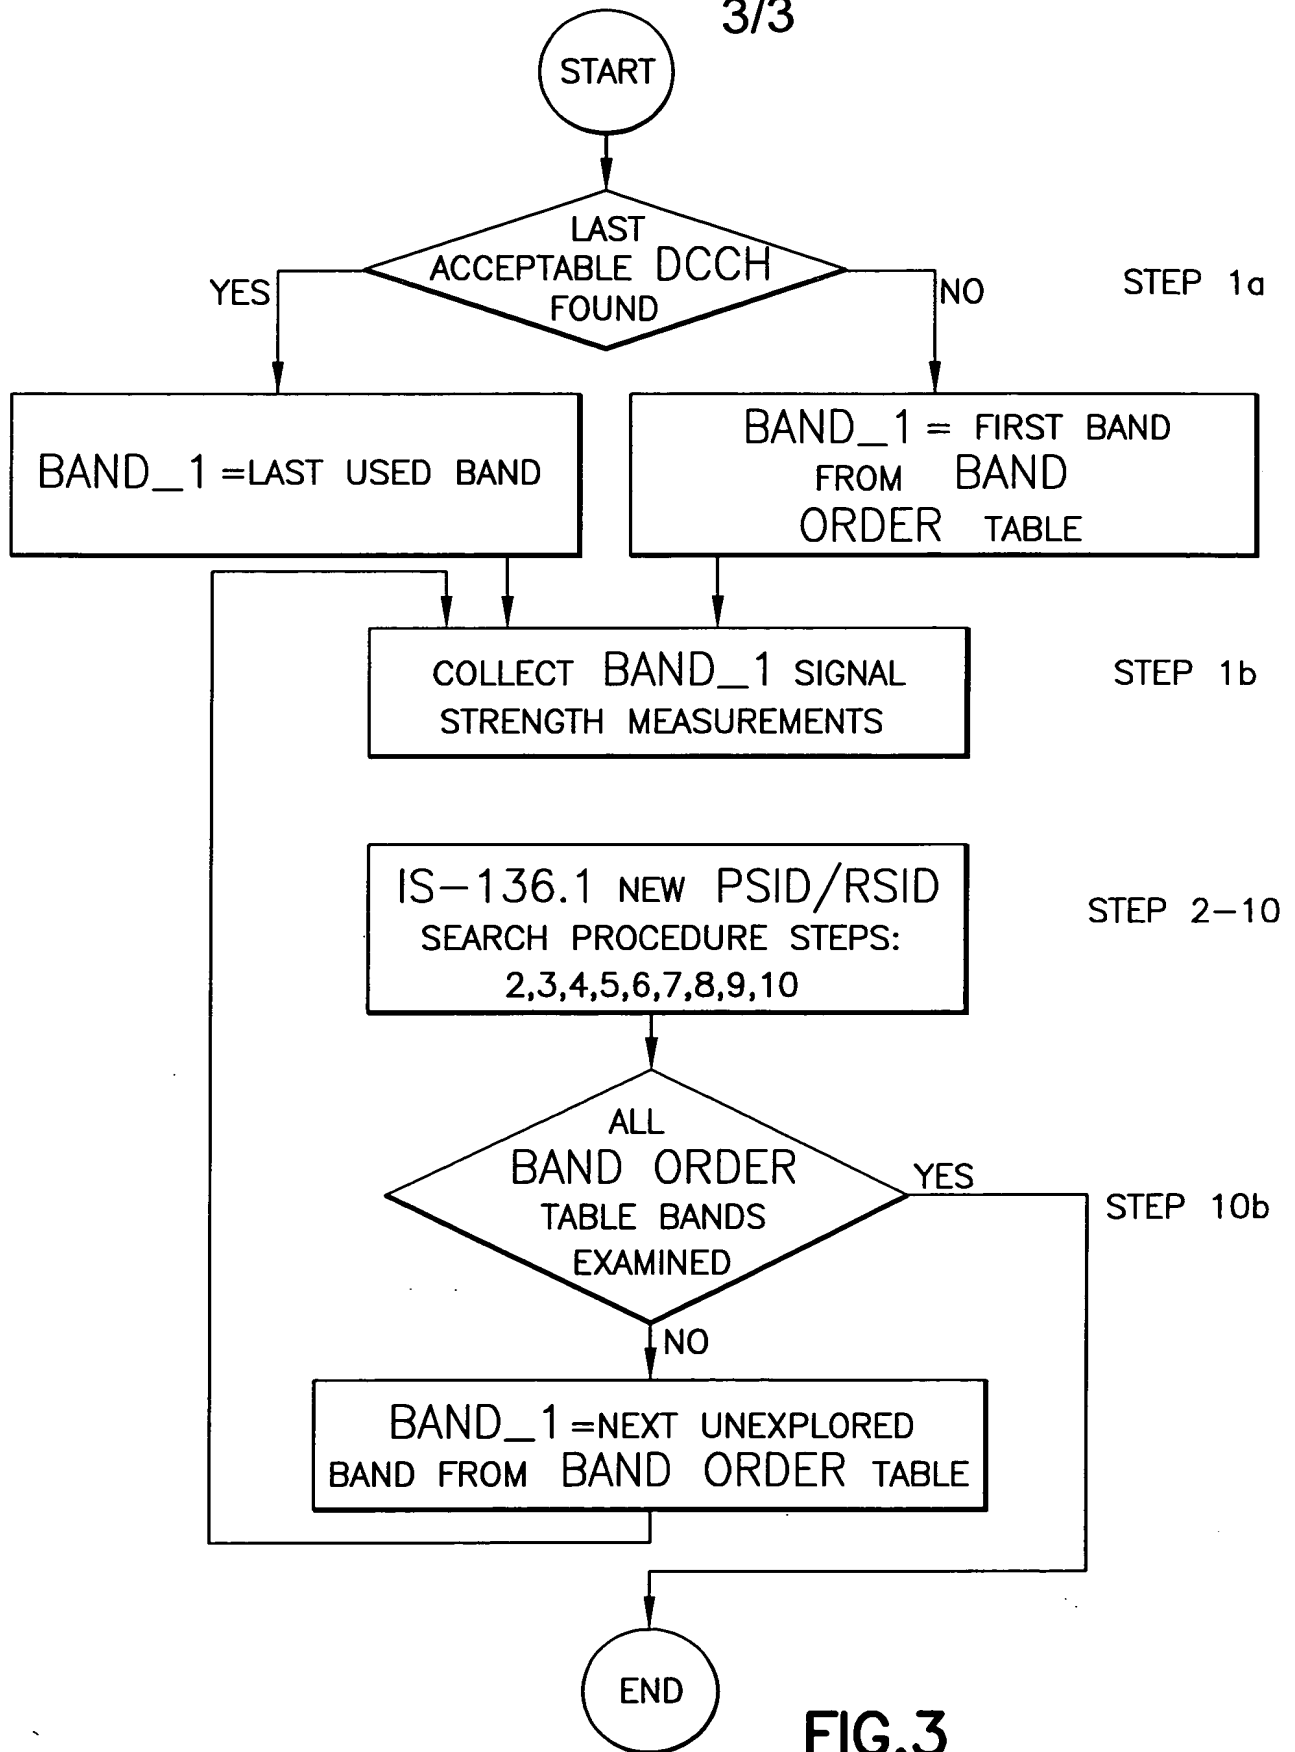 3/3
START
LAST
ACCEPTABLE DCCH
FOUND
YES
NO
STEP 1a
BAND_1=LAST USED BAND
BAND_1= FIRST BAND
FROM BAND
ORDER TABLE
COLLECT BAND_1 SIGNAL
STRENGTH MEASUREMENTS
STEP 1b
IS-136.1 NEW PSID/RSID
SEARCH PROCEDURE STEPS:
2,3,4,5,6,7,8,9,10
STEP 2-10
ALL
BAND ORDER
TABLE BANDS
EXAMINED
YES
STEP 10b
NO
BAND_1=NEXT UNEXPLORED
BAND FROM BAND ORDER TABLE
END
FIG.3